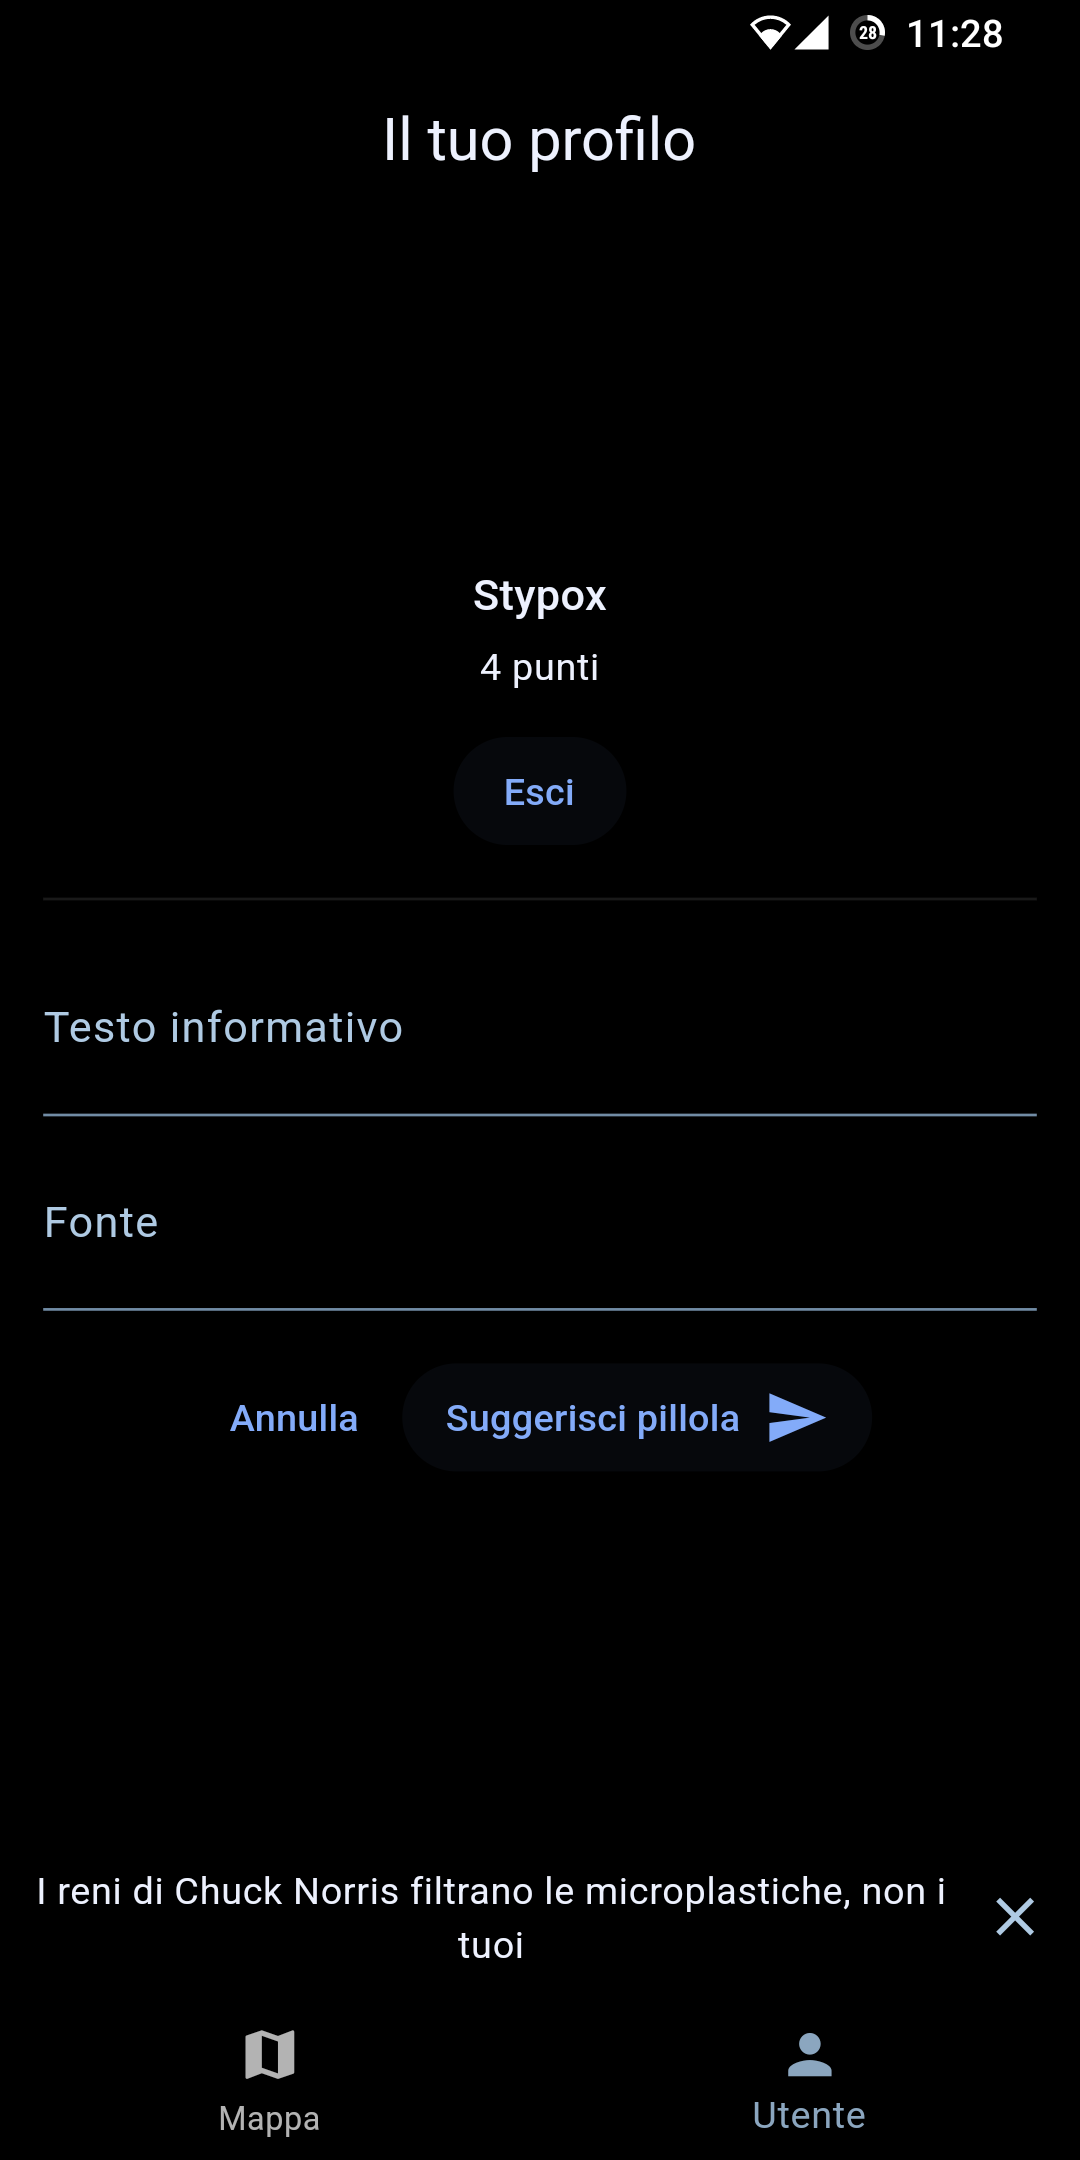 28 11:28
Il tuo profilo
Stypox
4 punti
Esci
Testo informativo
Fonte
Annulla Suggerisci pillola
I reni di Chuck Norris filtrano le microplastiche, non i
tuoi
Mappa Utente